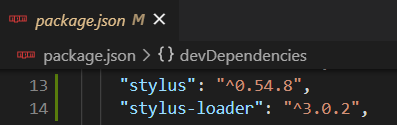 package.json M ×
package.json > {} devDependencies
13 "stylus": "^0.54.8",
14 "stylus-loader": "^3.0.2",